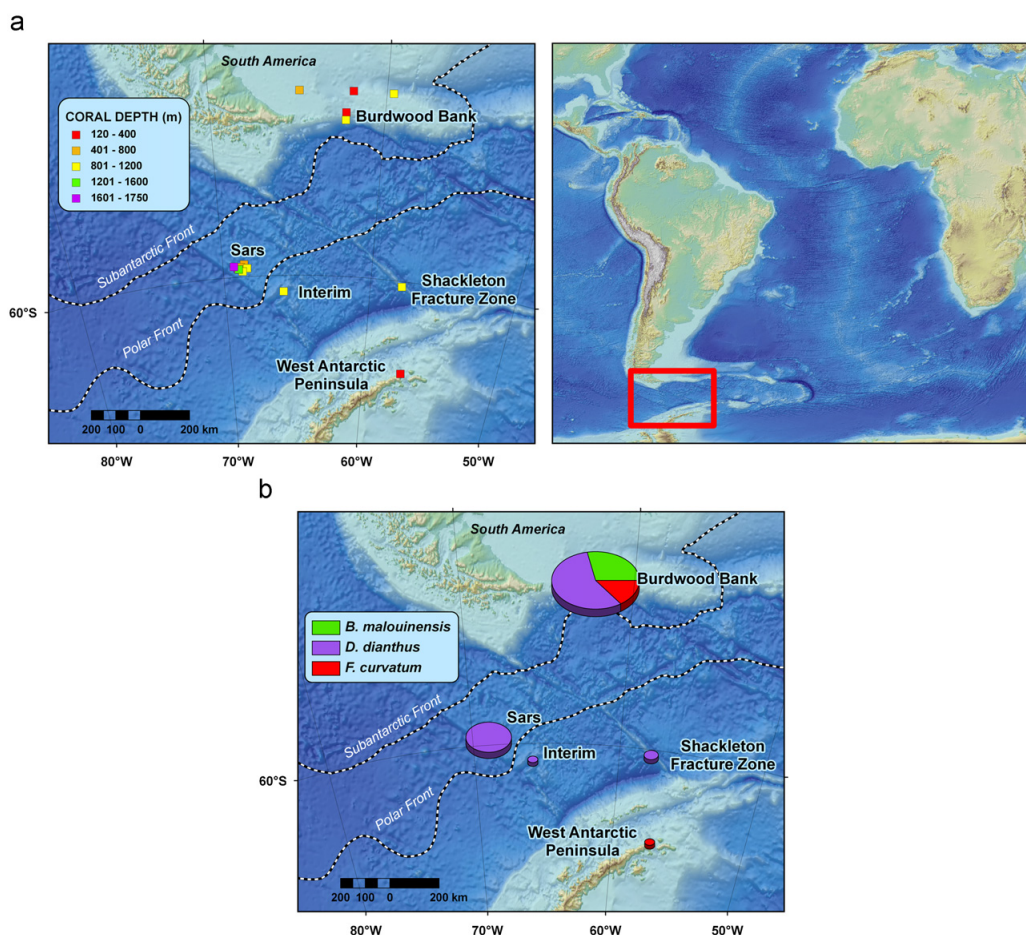 a
South America
CORAL DEPTH (m)
120 - 400
401 - 800
801 - 1200
1201 - 1600
1601 - 1750
Burdwood Bank
Subantarctic Front
Sars
Interim
Shackleton
Fracture Zone
60°S
Polar Front
West Antarctic
Peninsula
200 100 0 200 km
80°W 70°W 60°W 50°W
b
South America
Burdwood Bank
B. malouinensis
D. dianthus
F. curvatum
Subantarctic Front
Sars
Interim
Shackleton
Fracture Zone
60°S
Polar Front
West Antarctic
Peninsula
200 100 0 200 km
80°W 70°W 60°W 50°W